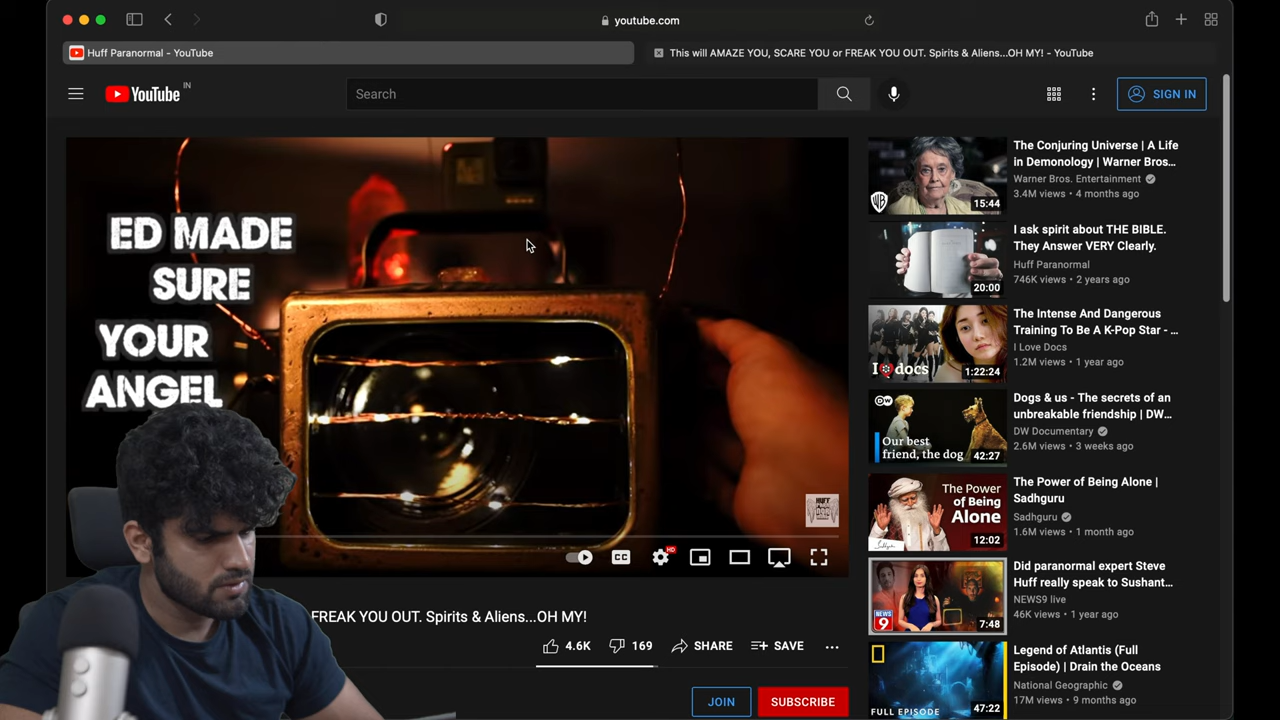 youtube.com
Huff Paranormal - YouTube
This will AMAZE YOU, SCARE YOU or FREAK YOU OUT. Spirits & Aliens...OH MY! - YouTube
YouTube IN
Search
SIGN IN
ED MADE
SURE
YOUR
ANGEL
CC
HD
FREAK YOU OUT. Spirits & Aliens...OH MY!
4.6K
169
SHARE
SAVE
JOIN
SUBSCRIBE
15:44
The Conjuring Universe | A Life
in Demonology | Warner Bros...
Warner Bros. Entertainment
3.4M views • 4 months ago
20:00
I ask spirit about THE BIBLE.
They Answer VERY Clearly.
Huff Paranormal
746K views • 2 years ago
I docs
1:22:24
The Intense And Dangerous
Training To Be A K-Pop Star - ...
I Love Docs
1.2M views • 1 year ago
DW
Our best
friend, the dog
42:27
Dogs & us - The secrets of an
unbreakable friendship | DW...
DW Documentary
2.6M views • 3 weeks ago
The Power
of Being
Alone
12:02
The Power of Being Alone |
Sadhguru
Sadhguru
1.6M views • 1 month ago
NEWS
9
7:48
Did paranormal expert Steve
Huff really speak to Sushant...
NEWS9 live
46K views • 1 year ago
FULL EPISODE
47:22
Legend of Atlantis (Full
Episode) | Drain the Oceans
National Geographic
17M views • 9 months ago